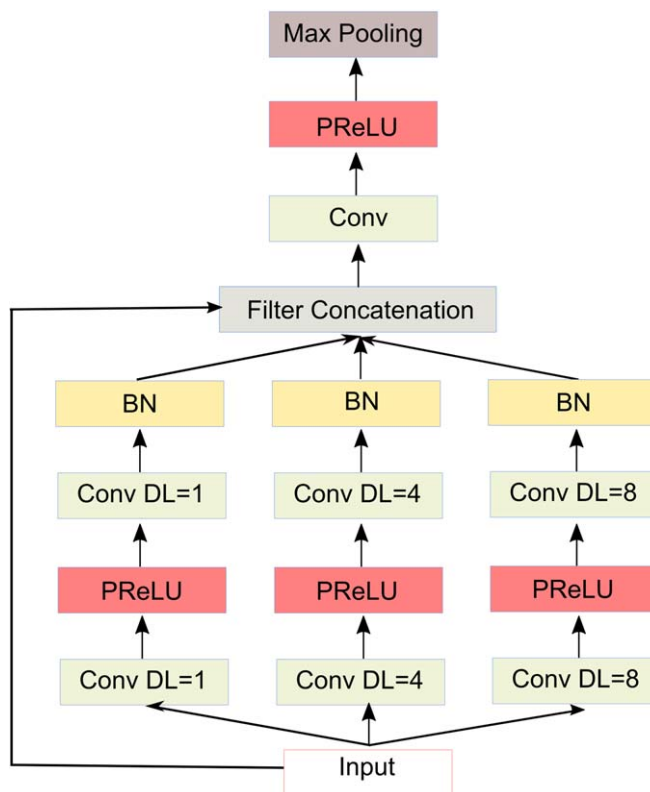 Max Pooling
PReLU
Conv
Filter Concatenation
BN
BN
BN
Conv DL=1
Conv DL=4
Conv DL=8
PReLU
PReLU
PReLU
Conv DL=1
Conv DL=4
Conv DL=8
Input